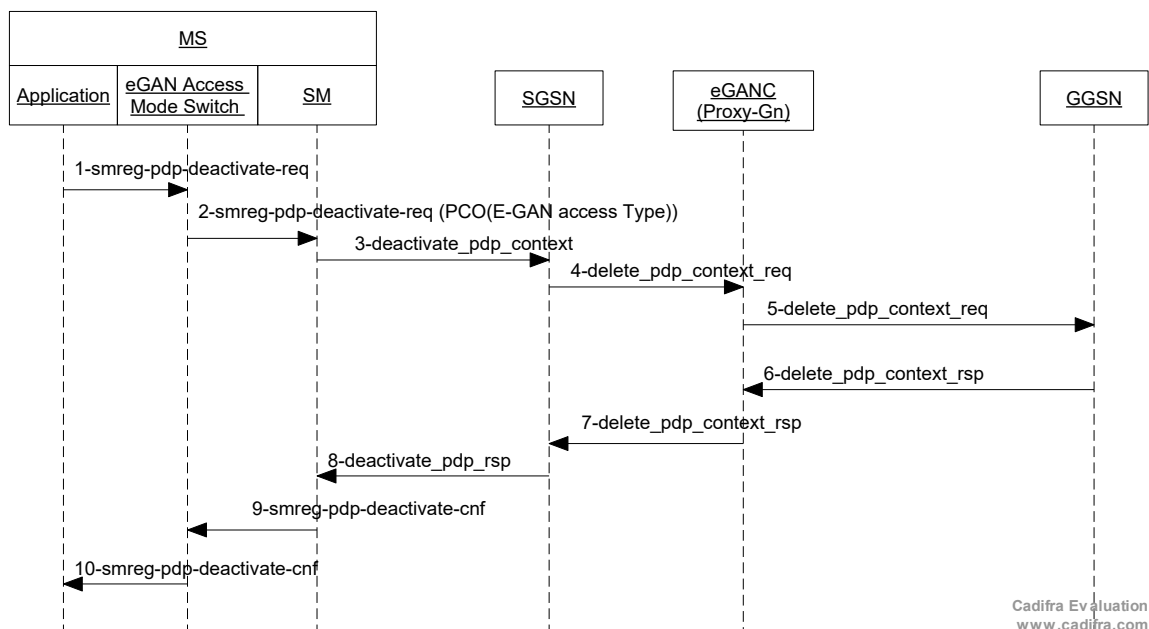 MS
Application
eGAN Access
Mode Switch
SM
SGSN
eGANC
(Proxy-Gn)
GGSN
1-smreg-pdp-deactivate-req
2-smreg-pdp-deactivate-req (PCO(E-GAN access Type))
3-deactivate_pdp_context
4-delete_pdp_context_req
5-delete_pdp_context_req
6-delete_pdp_context_rsp
7-delete_pdp_context_rsp
8-deactivate_pdp_rsp
9-smreg-pdp-deactivate-cnf
10-smreg-pdp-deactivate-cnf
Cadifra Evaluation
www.cadifra.com